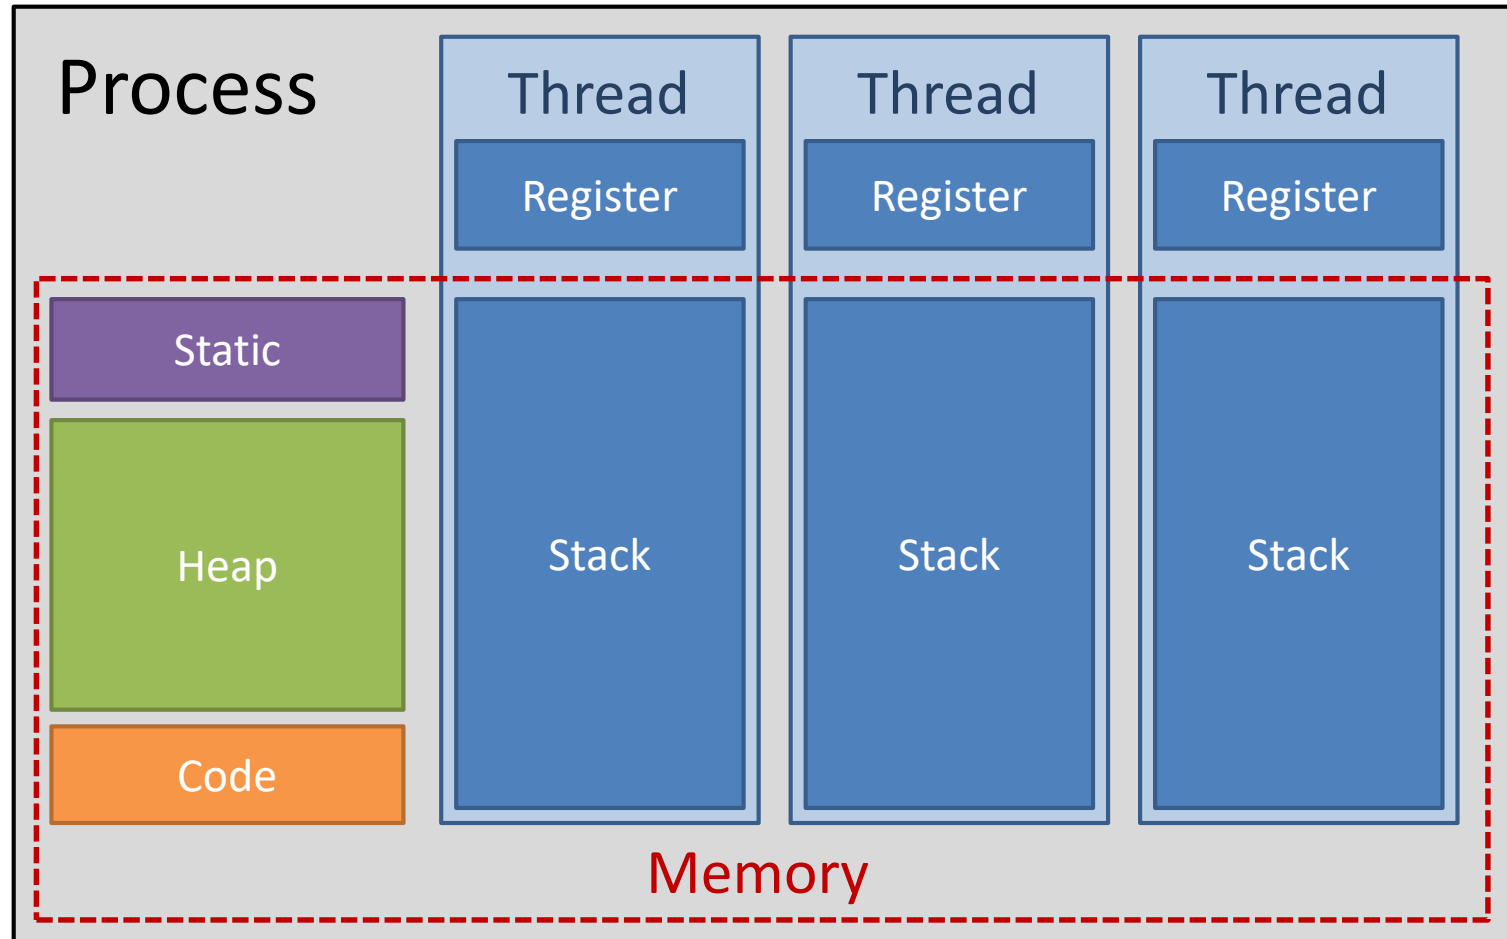 Process
Thread
Thread
Thread
Register
Register
Register
Static
Heap
Code
Stack
Stack
Stack
Memory